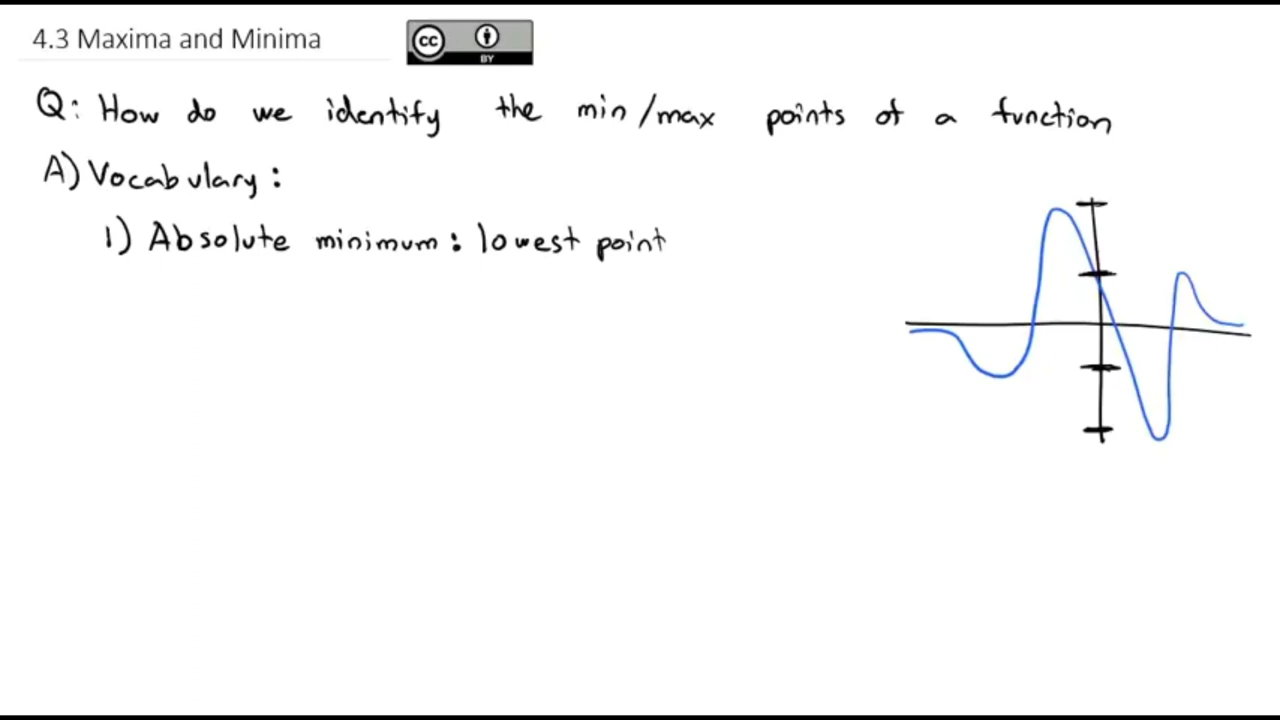 4.3 Maxima and Minima
cc BY
Q: How do we identify the min/max points of a function
A) Vocabulary:
1) Absolute minimum: lowest point